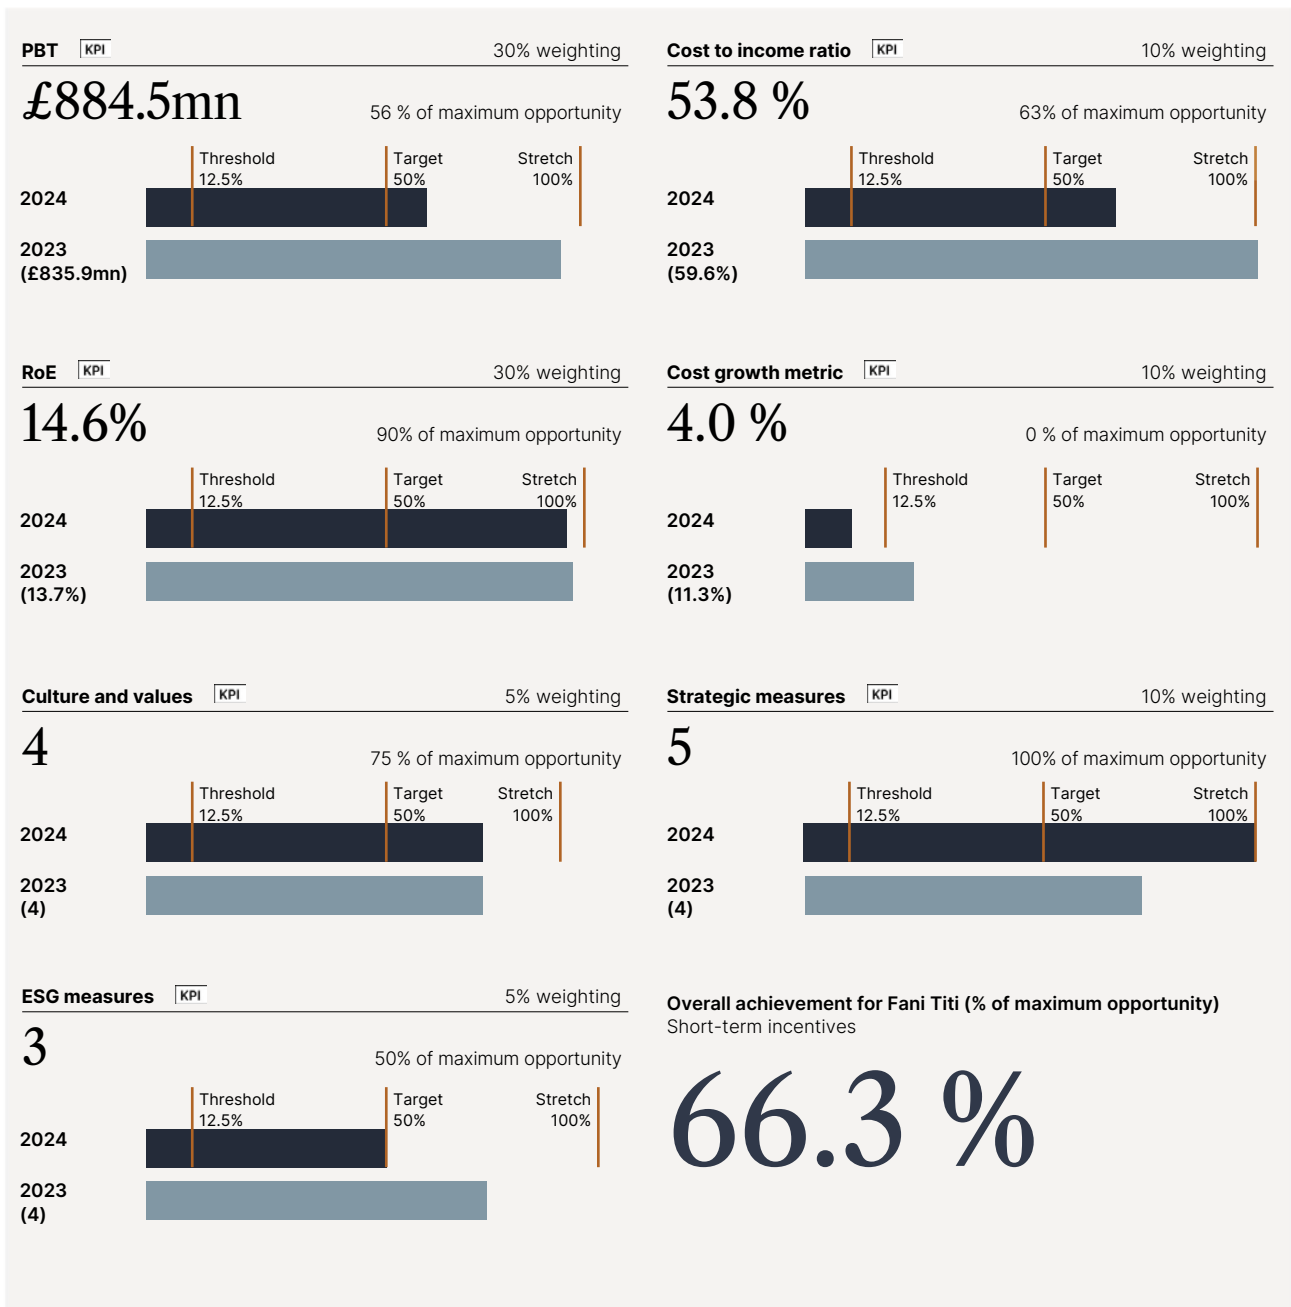 PBT KPI 30% weighting
£884.5mn 56 % of maximum opportunity
Threshold Target Stretch
12.5% 50% 100%
2024
2023
(£835.9mn)
Cost to income ratio KPI 10% weighting
53.8 % 63% of maximum opportunity
Threshold Target Stretch
12.5% 50% 100%
2024
2023
(59.6%)
RoE KPI 30% weighting
14.6% 90% of maximum opportunity
Threshold Target Stretch
12.5% 50% 100%
2024
2023
(13.7%)
Cost growth metric KPI 10% weighting
4.0 % 0 % of maximum opportunity
Threshold Target Stretch
12.5% 50% 100%
2024
2023
(11.3%)
Culture and values KPI 5% weighting
4 75 % of maximum opportunity
Threshold Target Stretch
12.5% 50% 100%
2024
2023
(4)
Strategic measures KPI 10% weighting
5 100% of maximum opportunity
Threshold Target Stretch
12.5% 50% 100%
2024
2023
(4)
ESG measures KPI 5% weighting
3 50% of maximum opportunity
Threshold Target Stretch
12.5% 50% 100%
2024
2023
(4)
Overall achievement for Fani Titi (% of maximum opportunity)
Short-term incentives
66.3 %